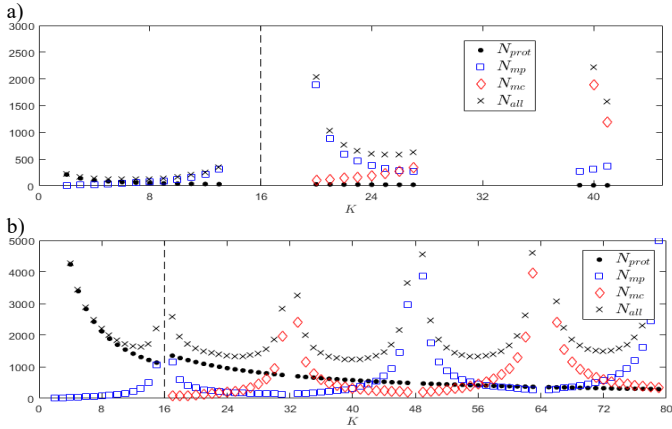 a)
3000
2500
2000
1500
1000
500
0
N_prot
N_mp
N_mc
N_all
0 8 16 24 32 40
K
b)
5000
4000
3000
2000
1000
0
N_prot
N_mp
N_mc
N_all
0 8 16 24 32 40 48 56 64 72 80
K